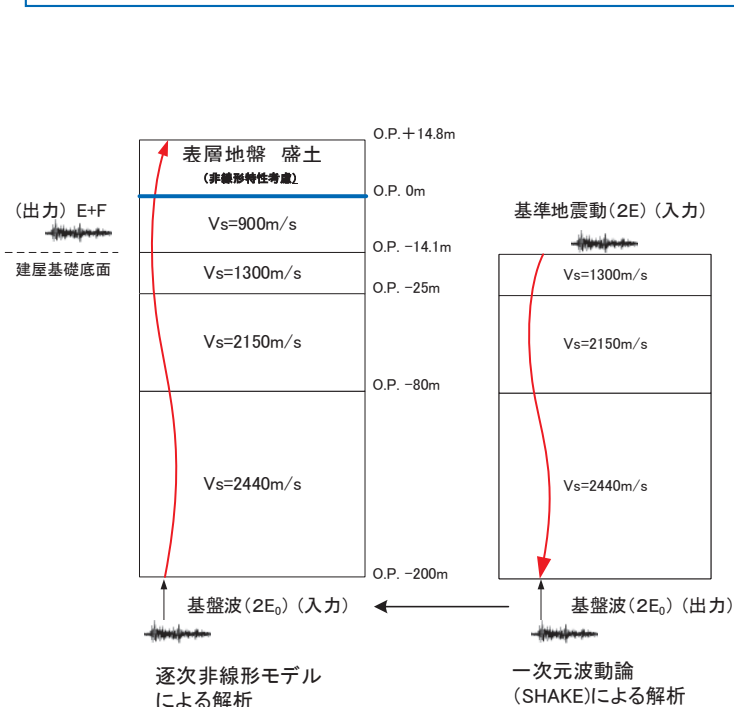 O.P.＋14.8m
表層地盤 盛土
(非線形特性考慮)
O.P. 0m
(出力) E+F
Vs=900m/s
O.P. -14.1m
建屋基礎底面
Vs=1300m/s
O.P. -25m
Vs=2150m/s
O.P. -80m
Vs=2440m/s
O.P. -200m
基盤波(2E₀) (入力)
逐次非線形モデル
による解析
基準地震動(2E) (入力)
Vs=1300m/s
Vs=2150m/s
Vs=2440m/s
基盤波(2E₀) (出力)
一次元波動論
(SHAKE)による解析